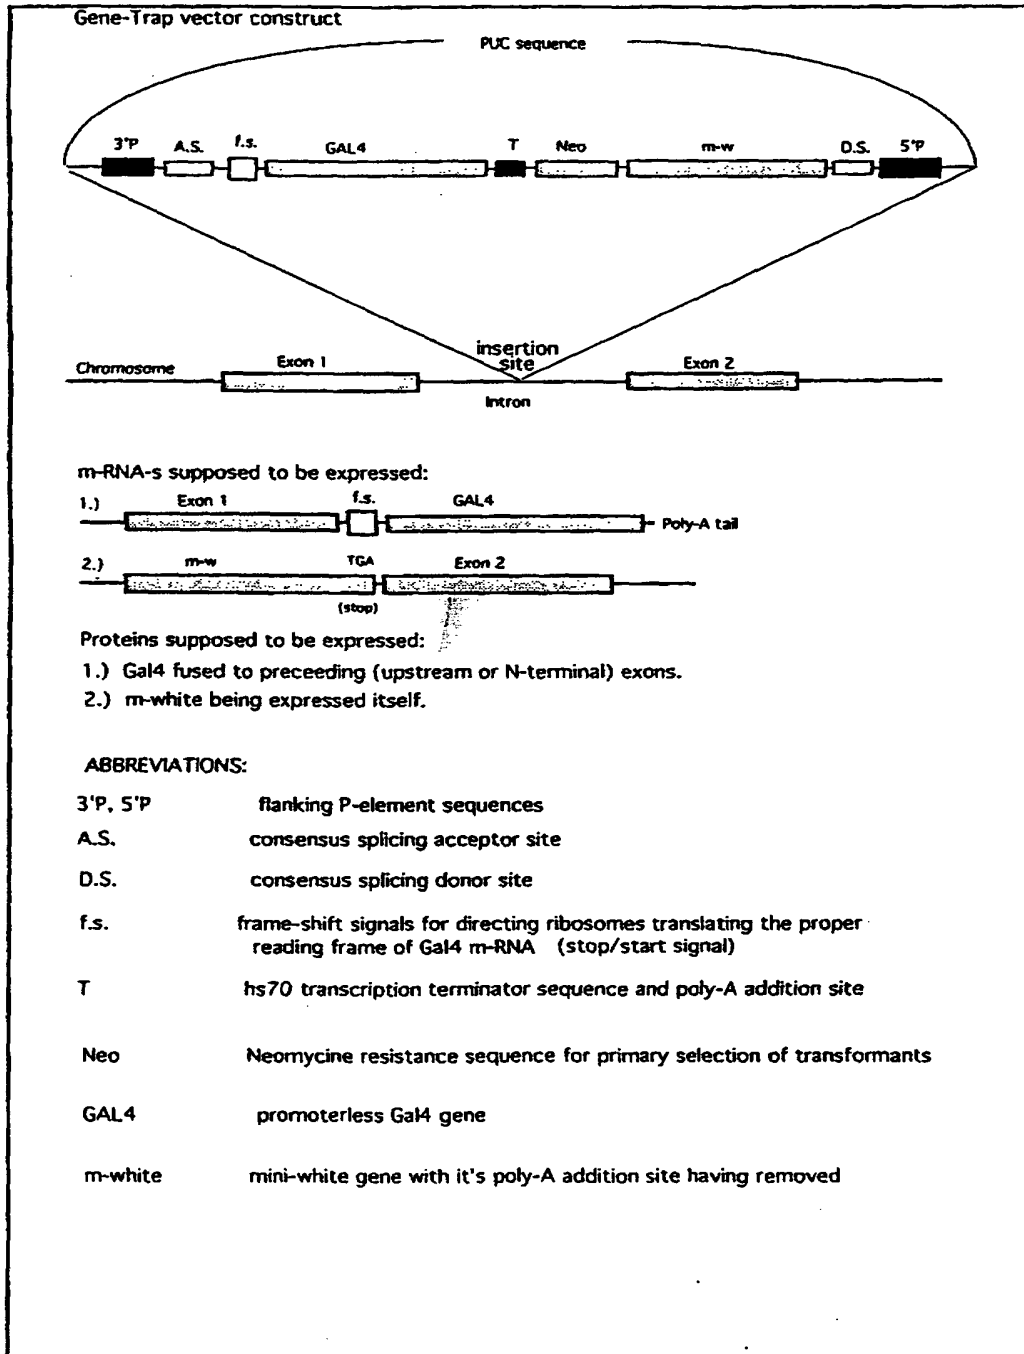 Gene-Trap vector construct
PUC sequence
3'P A.S. f.s. GAL4 T Neo m-w D.S. 5'P
insertion
site
Chromosome Exon 1 Exon 2
Intron
m-RNA-s supposed to be expressed:
1.) Exon 1 f.s. GAL4
Poly-A tail
2.) m-w TGA Exon 2
(stop)
Proteins supposed to be expressed:
1.) Gal4 fused to preceeding (upstream or N-terminal) exons.
2.) m-white being expressed itself.
ABBREVIATIONS:
3'P, 5'P flanking P-element sequences
A.S. consensus splicing acceptor site
D.S. consensus splicing donor site
f.s. frame-shift signals for directing ribosomes translating the proper
reading frame of Gal4 m-RNA (stop/start signal)
T hs70 transcription terminator sequence and poly-A addition site
Neo Neomycine resistance sequence for primary selection of transformants
GAL4 promoterless Gal4 gene
m-white mini-white gene with it's poly-A addition site having removed